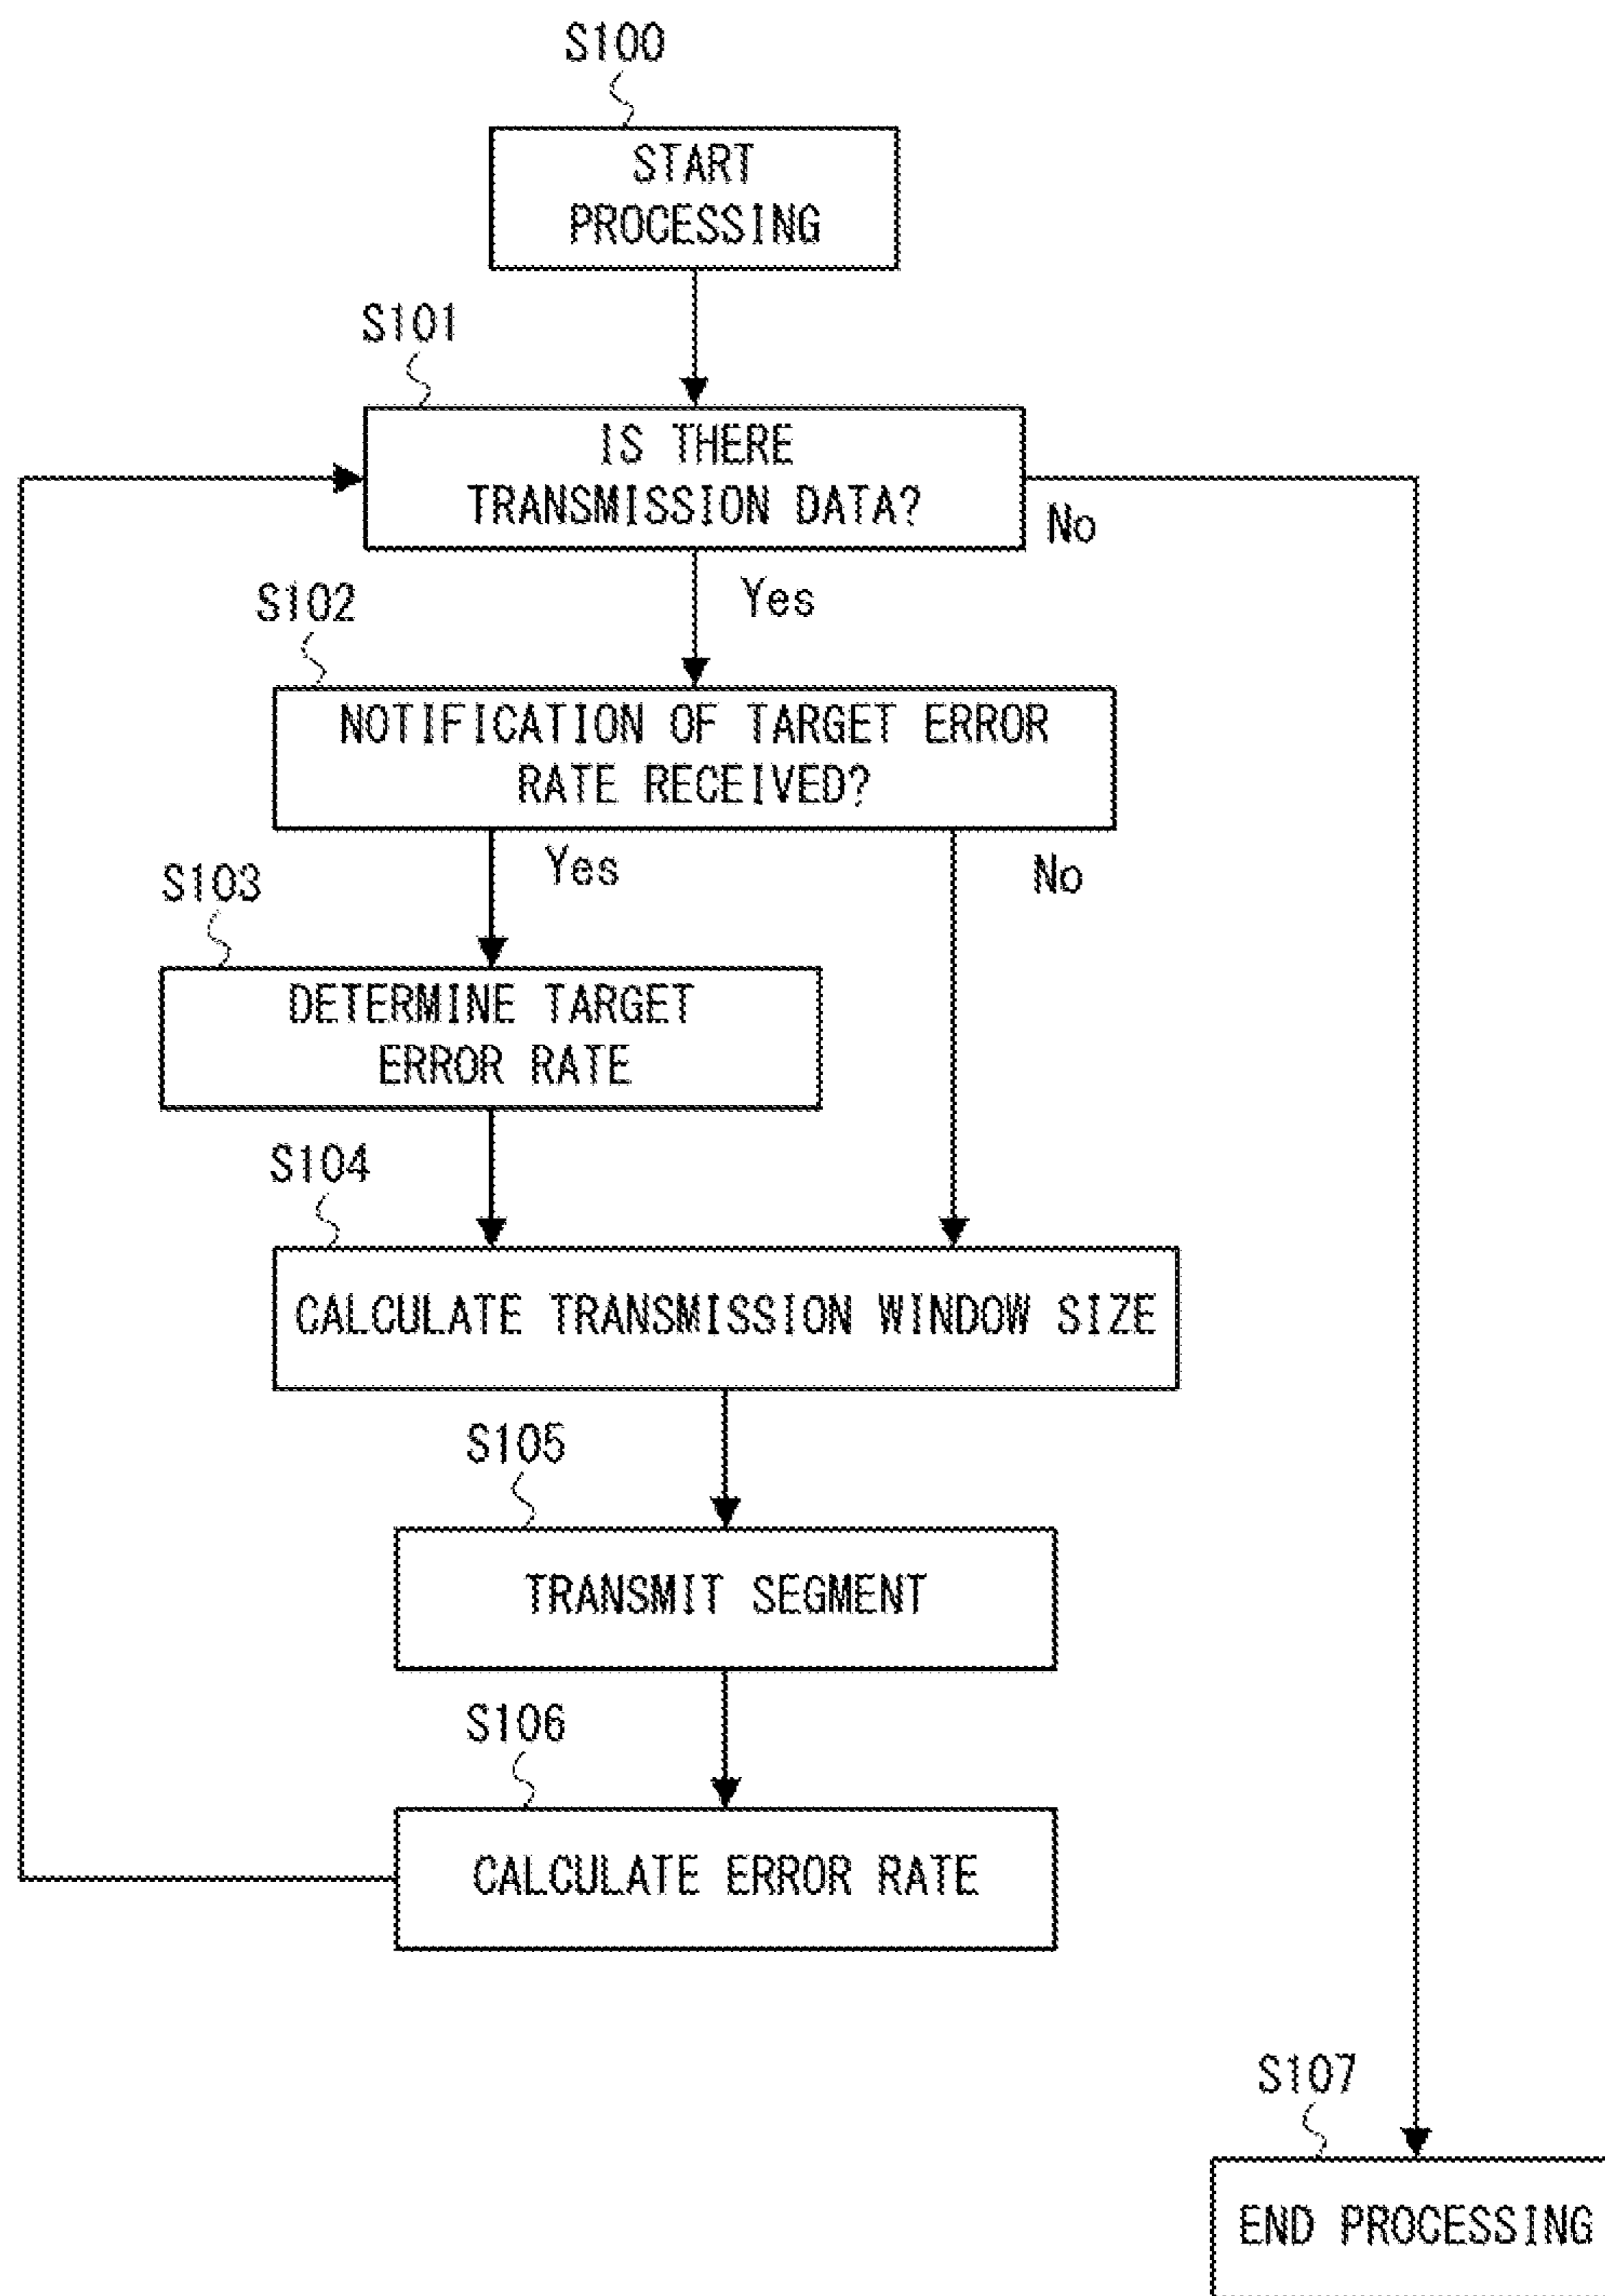 S100
START
PROCESSING
S101
IS THERE
TRANSMISSION DATA?
No
Yes
S102
NOTIFICATION OF TARGET ERROR
RATE RECEIVED?
Yes
No
S103
DETERMINE TARGET
ERROR RATE
S104
CALCULATE TRANSMISSION WINDOW SIZE
S105
TRANSMIT SEGMENT
S106
CALCULATE ERROR RATE
S107
END PROCESSING